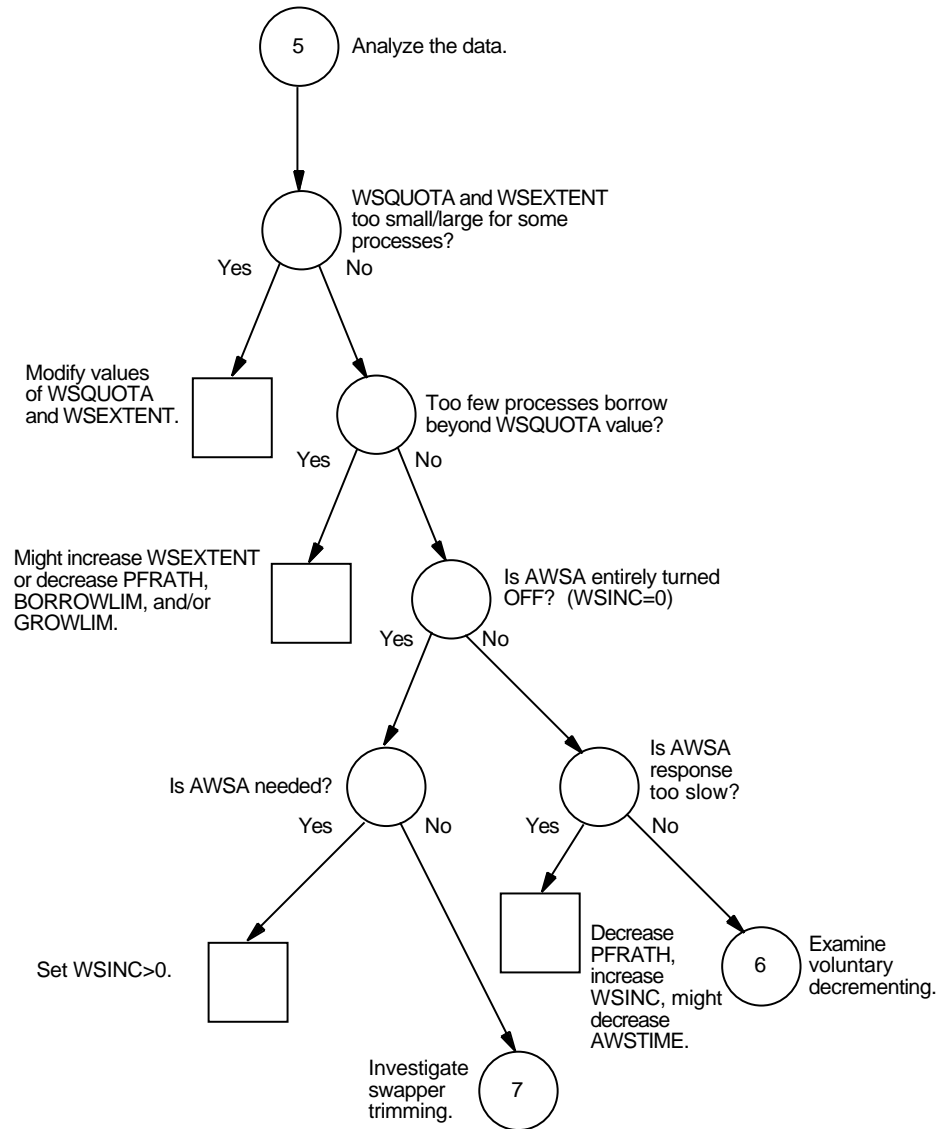 5
Analyze the data.
WSQUOTA and WSEXTENT
too small/large for some
processes?
Yes
No
Modify values
of WSQUOTA
and WSEXTENT.
Too few processes borrow
beyond WSQUOTA value?
Yes
No
Might increase WSEXTENT
or decrease PFRATH,
BORROWLIM, and/or
GROWLIM.
Is AWSA entirely turned
OFF? (WSINC=0)
Yes
No
Is AWSA needed?
Yes
No
Is AWSA
response
too slow?
Yes
No
Set WSINC>0.
Decrease
PFRATH,
increase
WSINC, might
decrease
AWSTIME.
6
Examine
voluntary
decrementing.
Investigate
swapper
trimming.
7